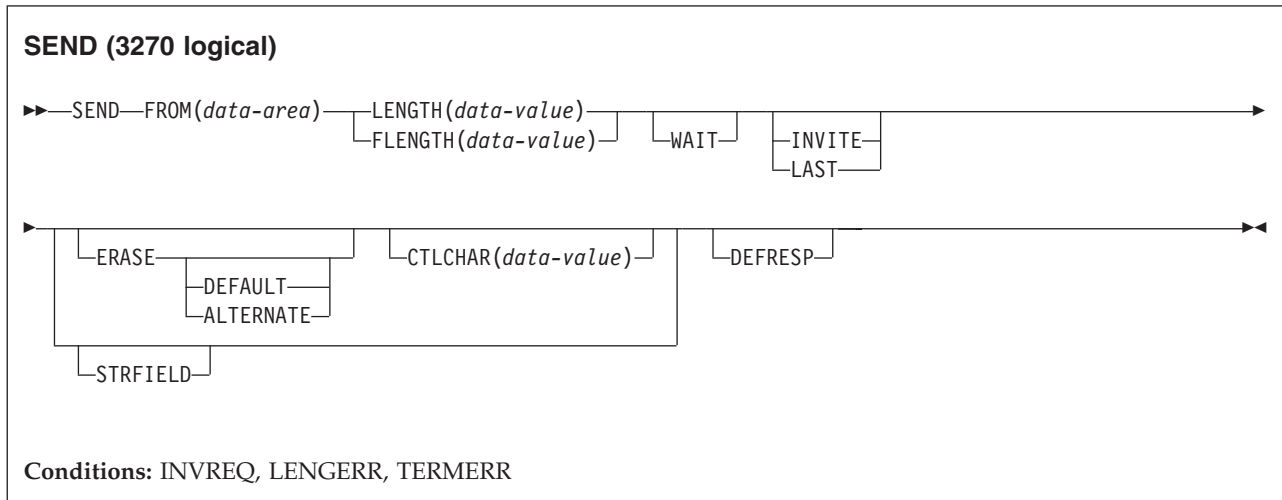 SEND (3270 logical)
SEND FROM(data-area) LENGTH(data-value)
FLENGTH(data-value) WAIT INVITE
LAST
ERASE CTLCHAR(data-value) DEFRESP
DEFAULT
ALTERNATE
STRFIELD
Conditions: INVREQ, LENGERR, TERMERR